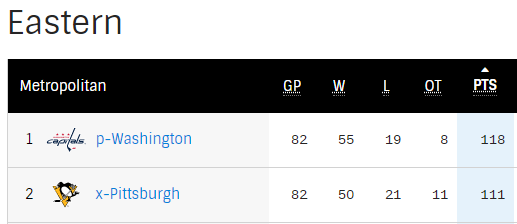 Eastern
Metropolitan GP W L OT PTS
1 capitals p-Washington 82 55 19 8 118
2 x-Pittsburgh 82 50 21 11 111